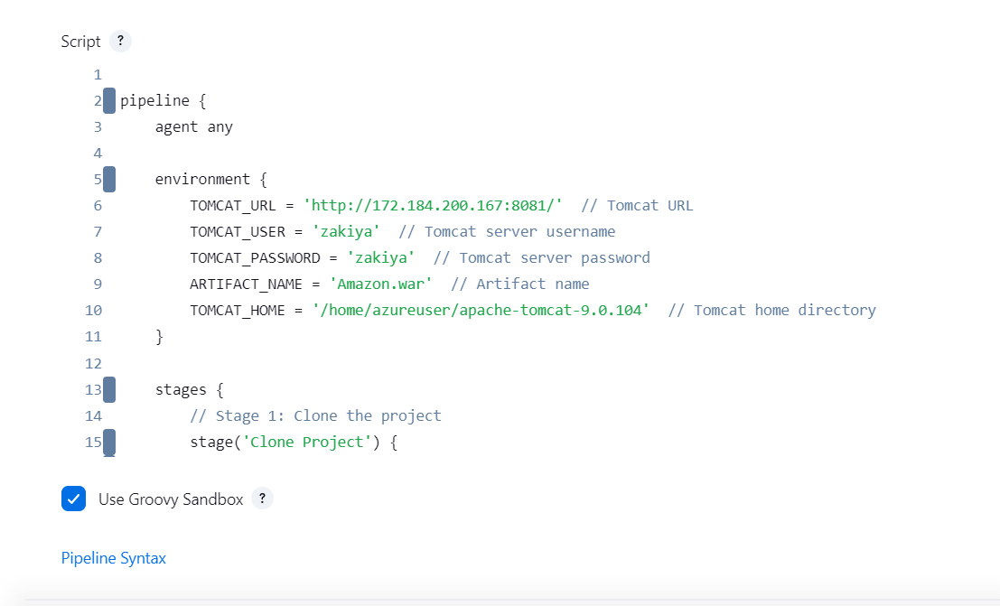 Script ?
1
2 pipeline {
3     agent any
4
5     environment {
6         TOMCAT_URL = 'http://172.184.200.167:8081/'  // Tomcat URL
7         TOMCAT_USER = 'zakiya'  // Tomcat server username
8         TOMCAT_PASSWORD = 'zakiya'  // Tomcat server password
9         ARTIFACT_NAME = 'Amazon.war'  // Artifact name
10         TOMCAT_HOME = '/home/azureuser/apache-tomcat-9.0.104'  // Tomcat home directory
11     }
12
13     stages {
14         // Stage 1: Clone the project
15         stage('Clone Project') {
Use Groovy Sandbox ?
Pipeline Syntax